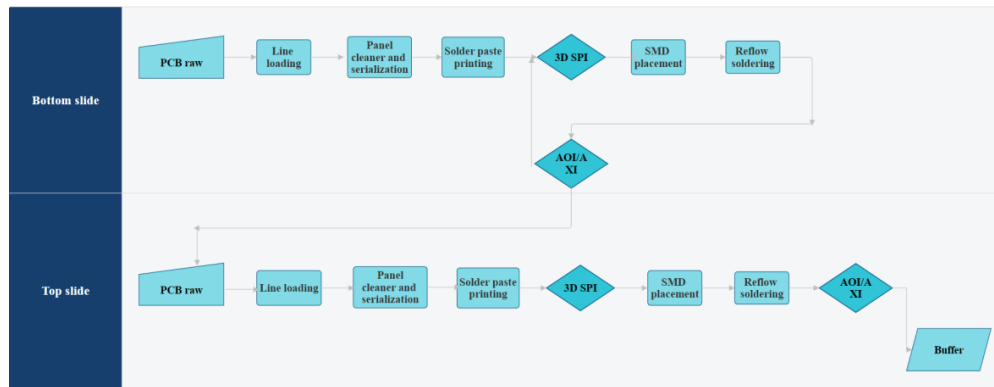 Bottom slide
PCB raw
Line
loading
Panel
cleaner and
serialization
Solder paste
printing
3D SPI
SMD
placement
Reflow
soldering
AOI/A
XI
Top slide
PCB raw
Line loading
Panel
cleaner and
serialization
Solder paste
printing
3D SPI
SMD
placement
Reflow
soldering
AOI/A
XI
Buffer